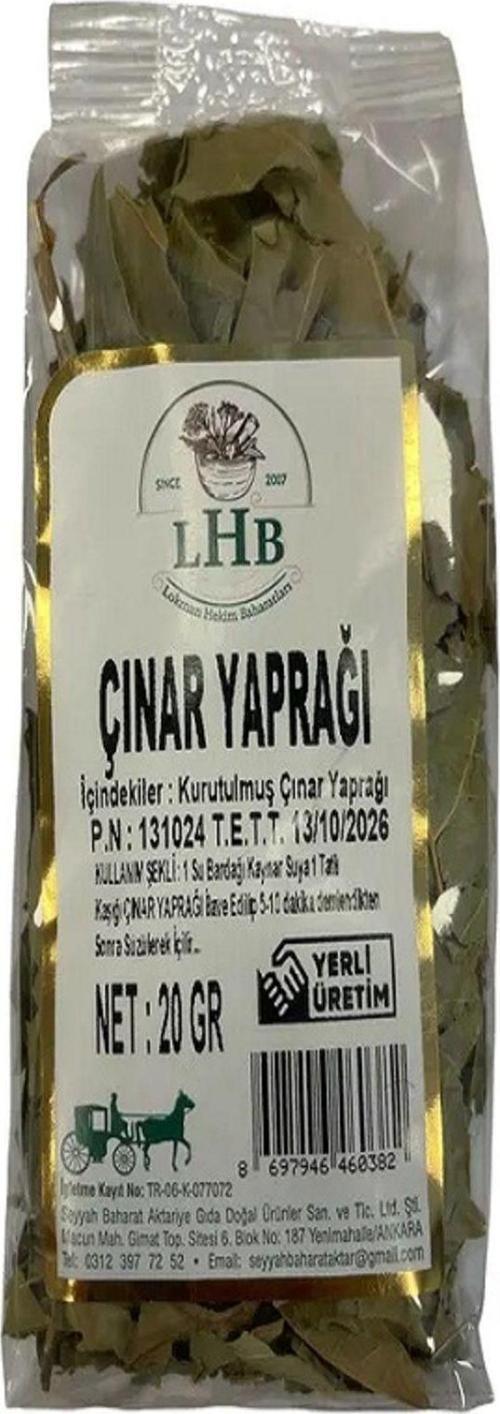 SINCE 2007
LHB
Lokman Hekim Baharatları
ÇINAR YAPRAĞI
İçindekiler : Kurutulmuş Çınar Yaprağı
P.N : 131024 T.E.T.T. 13/10/2026
KULLANIM ŞEKLİ : 1 Su Bardağı Kaynar Suya 1 Tatlı
Kaşığı ÇINAR YAPRAĞI İlave Edilip 5-10 dakika demlendikten
Sonra Süzülerek İçilir...
YERLİ
ÜRETİM
NET : 20 GR
8 697946 460382
İşletme Kayıt No: TR-06-K-077072
Seyyah Baharat Aktariye Gıda Doğal Ürünler San. ve Tic. Ltd. Şti.
Macun Mah. Gimat Top. Sitesi 6. Blok No: 187 Yenimahalle/ANKARA
Tel: 0312 397 72 52 • Email: seyyahbaharataktar@gmail.com